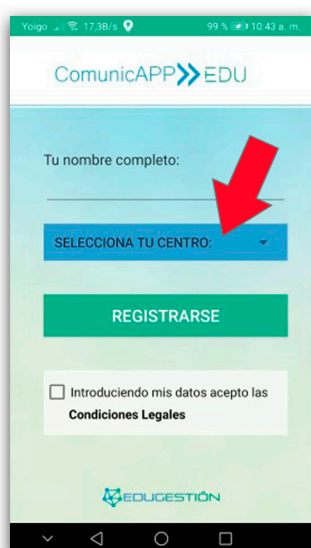 Yoigo 17,3B/s 99 % 10:43 a. m.
ComunicAPP EDU
Tu nombre completo:
SELECCIONA TU CENTRO:
REGISTRARSE
Introduciendo mis datos acepto las
Condiciones Legales
EDUGESTIÓN